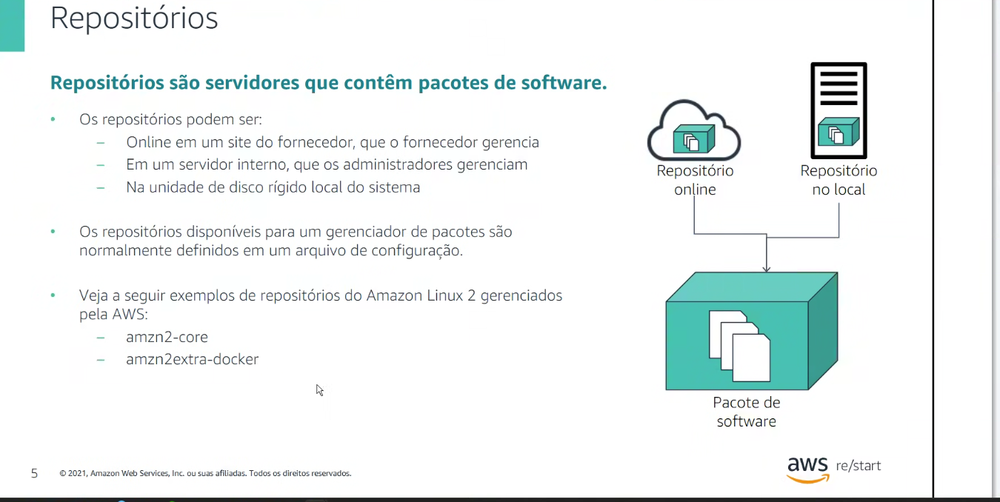 Repositórios
Repositórios são servidores que contêm pacotes de software.
• Os repositórios podem ser:
– Online em um site do fornecedor, que o fornecedor gerencia
– Em um servidor interno, que os administradores gerenciam
– Na unidade de disco rígido local do sistema
• Os repositórios disponíveis para um gerenciador de pacotes são
normalmente definidos em um arquivo de configuração.
• Veja a seguir exemplos de repositórios do Amazon Linux 2 gerenciados
pela AWS:
– amzn2-core
– amzn2extra-docker
Repositório
online
Repositório
no local
Pacote de
software
5
© 2021, Amazon Web Services, Inc. ou suas afiliadas. Todos os direitos reservados.
aws re/start